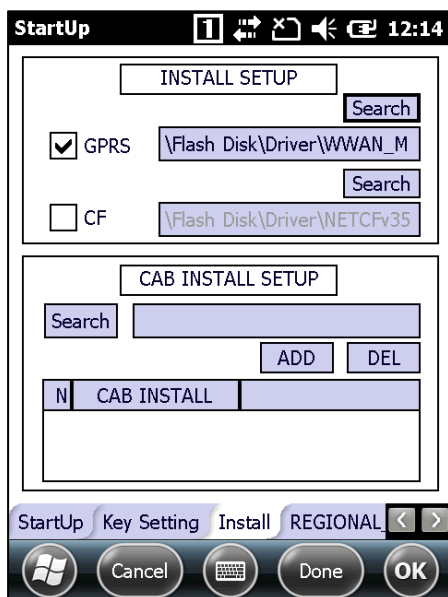 StartUp 1 12:14
INSTALL SETUP
Search
GPRS \Flash Disk\Driver\WWAN_M
Search
CF \Flash Disk\Driver\NETCFv35
CAB INSTALL SETUP
Search
ADD DEL
N CAB INSTALL
StartUp Key Setting Install REGIONAL_
Cancel Done OK